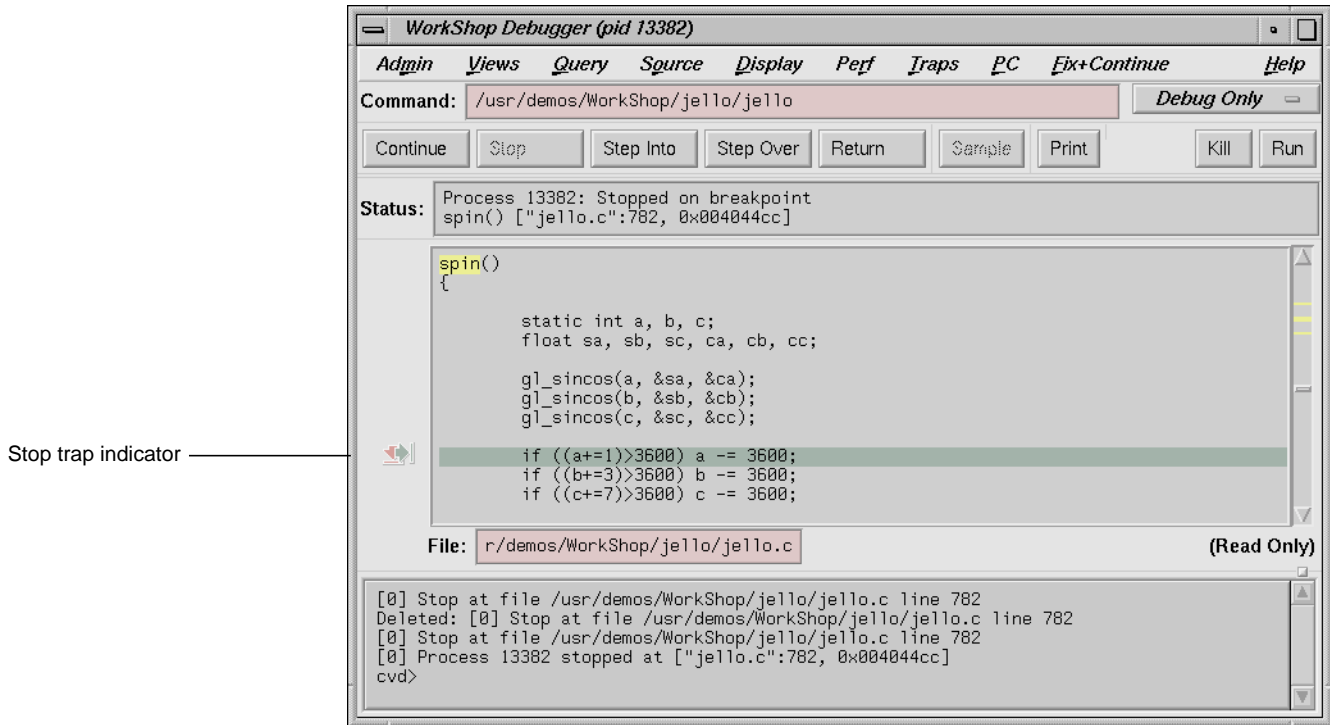 WorkShop Debugger (pid 13382)
Admin Views Query Source Display Perf Traps PC Fix+Continue Help
Command: /usr/demos/WorkShop/jello/jello Debug Only
Continue Stop Step Into Step Over Return Sample Print Kill Run
Status: Process 13382: Stopped on breakpoint
spin() ["jello.c":782, 0x004044cc]
spin()
{
static int a, b, c;
float sa, sb, sc, ca, cb, cc;
gl_sincos(a, &sa, &ca);
gl_sincos(b, &sb, &cb);
gl_sincos(c, &sc, &cc);
Stop trap indicator
if ((a+=1)>3600) a -= 3600;
if ((b+=3)>3600) b -= 3600;
if ((c+=7)>3600) c -= 3600;
File: r/demos/WorkShop/jello/jello.c (Read Only)
[0] Stop at file /usr/demos/WorkShop/jello/jello.c line 782
Deleted: [0] Stop at file /usr/demos/WorkShop/jello/jello.c line 782
[0] Stop at file /usr/demos/WorkShop/jello/jello.c line 782
[0] Process 13382 stopped at ["jello.c":782, 0x004044cc]
cvd>